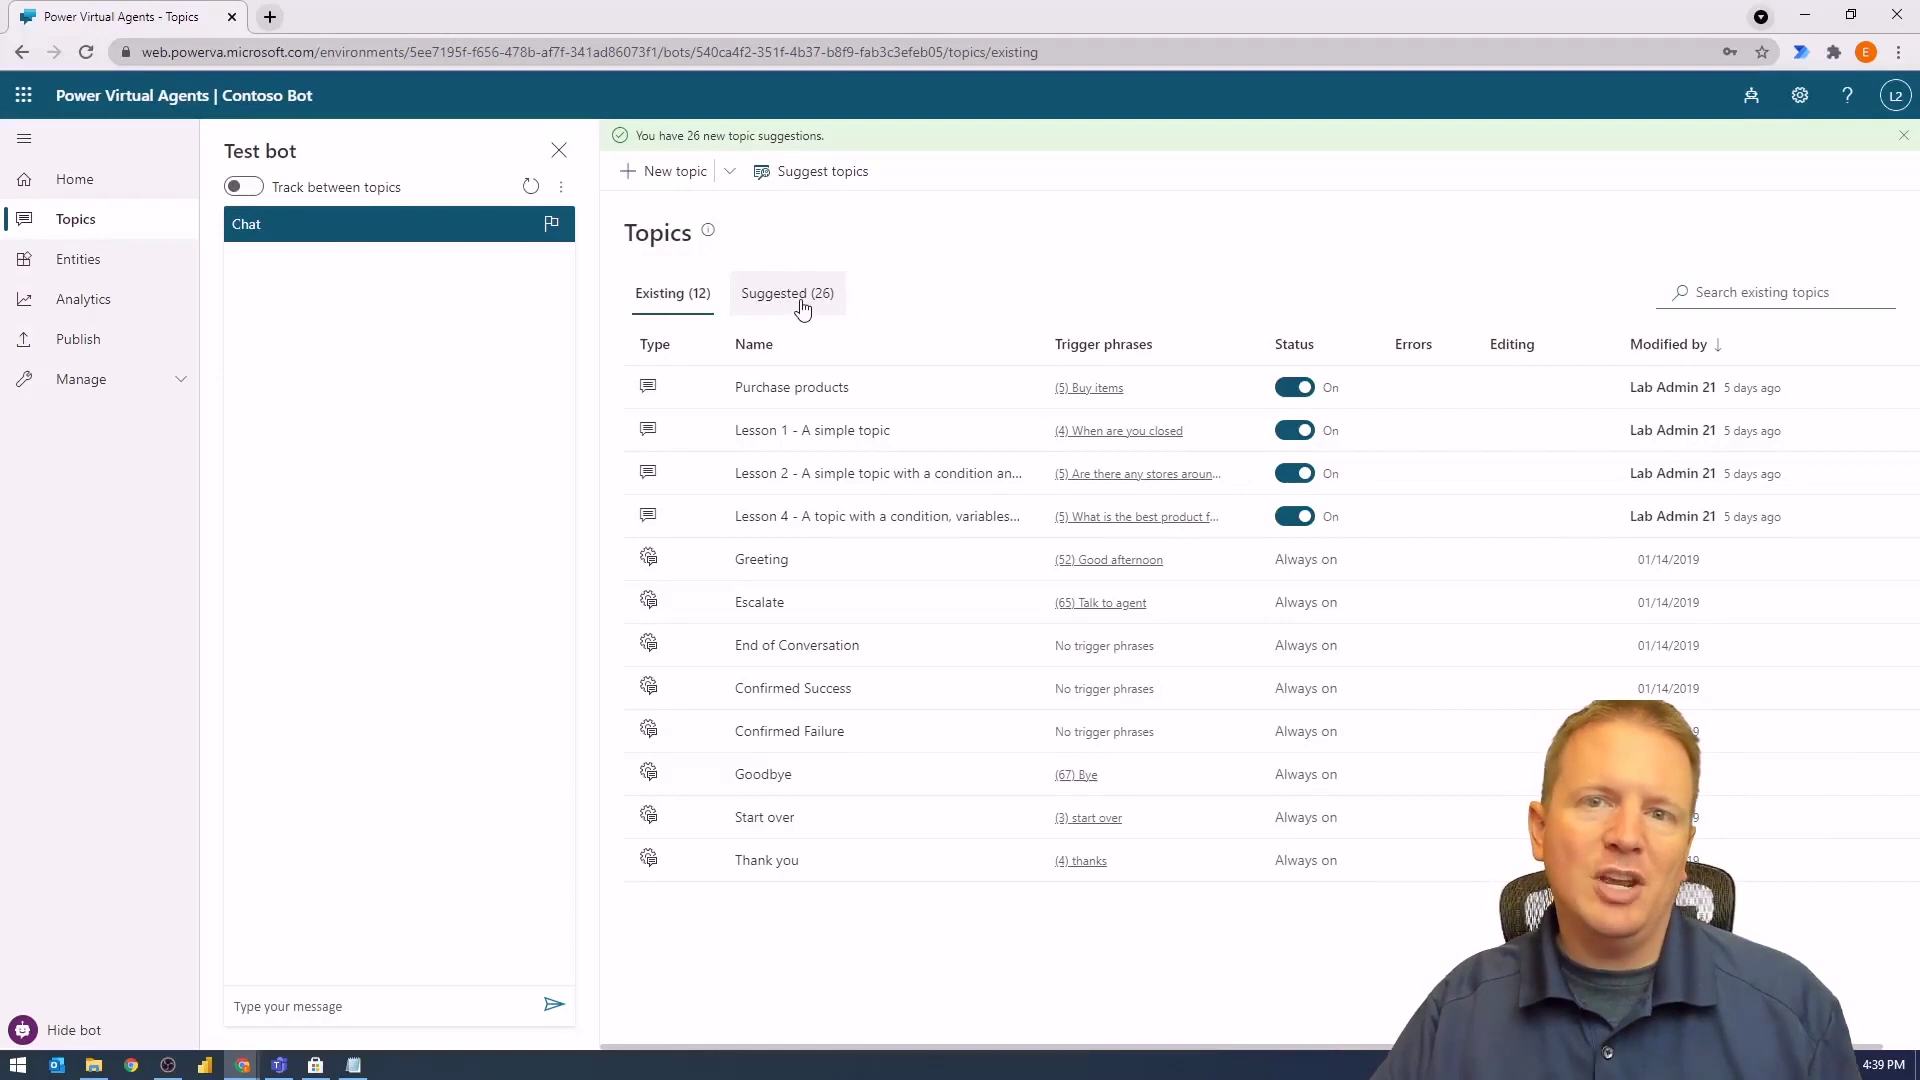 Power Virtual Agents - Topics
web.powerva.microsoft.com/environments/5ee7195f-f656-478b-af7f-341ad86073f1/bots/540ca4f2-351f-4b37-b8f9-fab3c3efeb05/topics/existing
E
Power Virtual Agents | Contoso Bot
L2
Home
Topics
Entities
Analytics
Publish
Manage
Hide bot
Test bot
Track between topics
Chat
Type your message
You have 26 new topic suggestions.
New topic
Suggest topics
Topics
Existing (12)
Suggested (26)
Search existing topics
Type Name Trigger phrases Status Errors Editing Modified by ↓
Purchase products (5) Buy items On Lab Admin 21 5 days ago
Lesson 1 - A simple topic (4) When are you closed On Lab Admin 21 5 days ago
Lesson 2 - A simple topic with a condition an... (5) Are there any stores aroun... On Lab Admin 21 5 days ago
Lesson 4 - A topic with a condition, variables... (5) What is the best product f... On Lab Admin 21 5 days ago
Greeting (52) Good afternoon Always on 01/14/2019
Escalate (65) Talk to agent Always on 01/14/2019
End of Conversation No trigger phrases Always on 01/14/2019
Confirmed Success No trigger phrases Always on 01/14/2019
Confirmed Failure No trigger phrases Always on
Goodbye (67) Bye Always on
Start over (3) start over Always on
Thank you (4) thanks Always on
4:39 PM